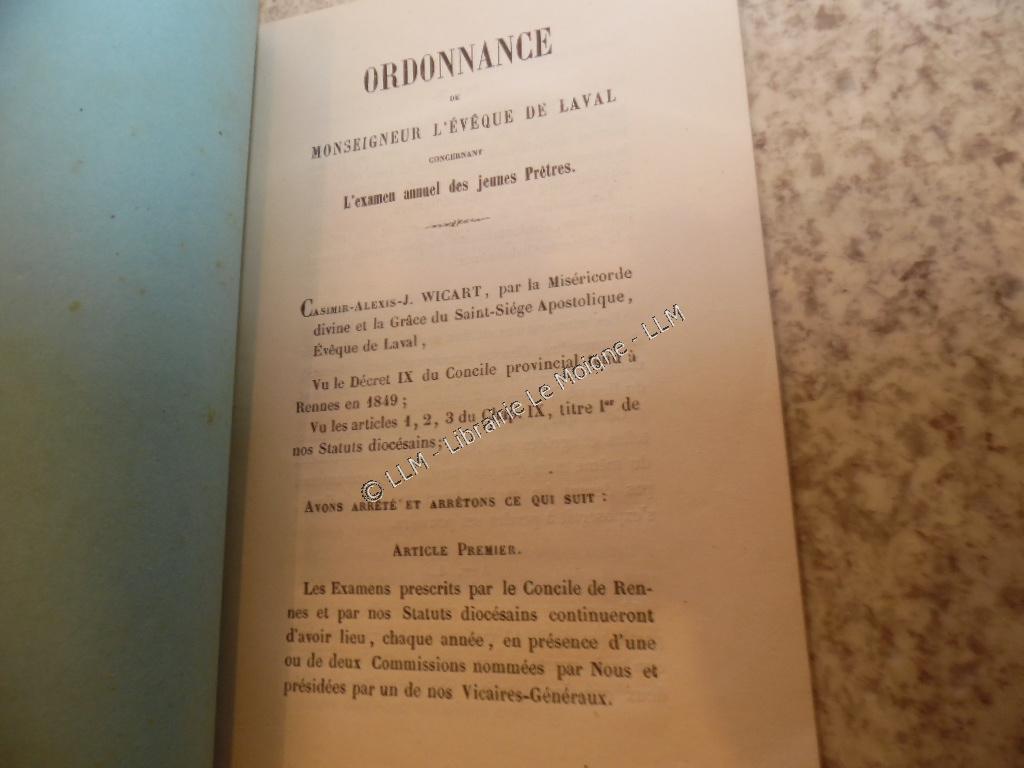 ORDONNANCE
DE
MONSEIGNEUR L'ÉVÊQUE DE LAVAL
CONCERNANT
L'examen annuel des jeunes Prêtres.
CASIMIR-ALEXIS-J. WICART, par la Miséricorde
divine et la Grâce du Saint-Siége Apostolique,
Évêque de Laval,
Vu le Décret IX du Concile provincial à
Rennes en 1849;
Vu les articles 1, 2, 3 du Chap. IX, titre Ier de
nos Statuts diocésains;
AVONS ARRÊTÉ ET ARRÊTONS CE QUI SUIT :
ARTICLE PREMIER.
Les Examens prescrits par le Concile de Ren-
nes et par nos Statuts diocésains continueront
d'avoir lieu, chaque année, en présence d'une
ou de deux Commissions nommées par Nous et
présidées par un de nos Vicaires-Généraux.
© LLM - Librairie Le Moigne - LLM